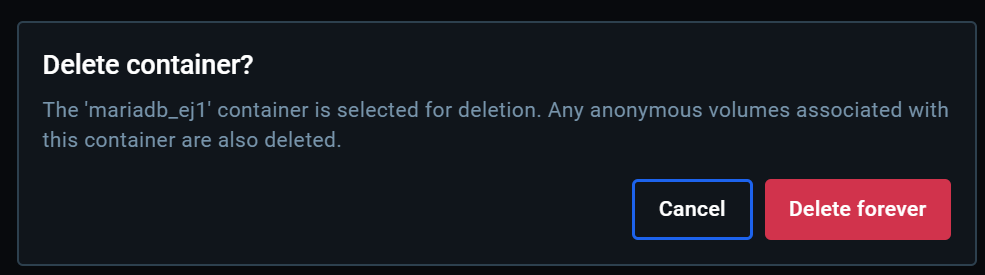 Delete container?
The 'mariadb_ej1' container is selected for deletion. Any anonymous volumes associated with
this container are also deleted.
Cancel
Delete forever